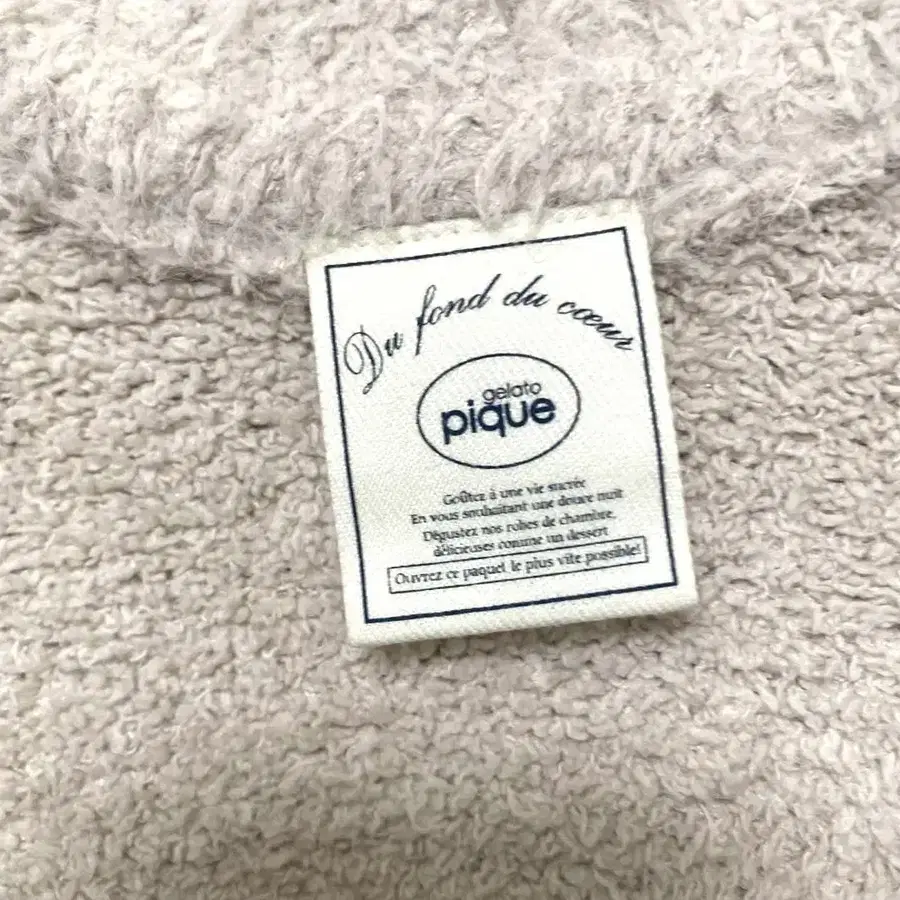 Du fond du cœur
gelato
pique
Goûtez à une vie sucrée
En vous souhaitant une douce nuit
Dégustez nos robes de chambre,
délicieuses comme un dessert
Ouvrez ce paquet le plus vite possible!